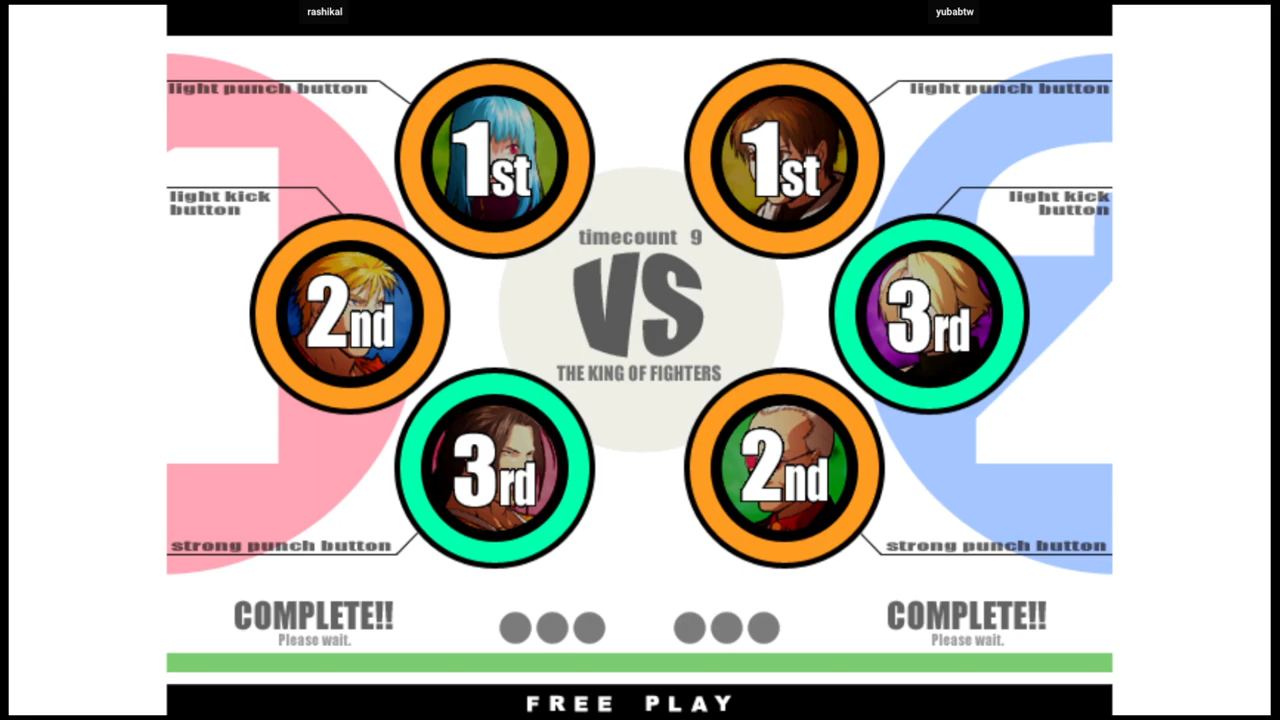 rashikal
yubabtw
light punch button
light punch button
1st
1st
light kick
button
light kick
button
timecount 9
2nd
VS
3rd
THE KING OF FIGHTERS
3rd
2nd
strong punch button
strong punch button
COMPLETE!!
Please wait.
COMPLETE!!
Please wait.
FREE PLAY
1
2